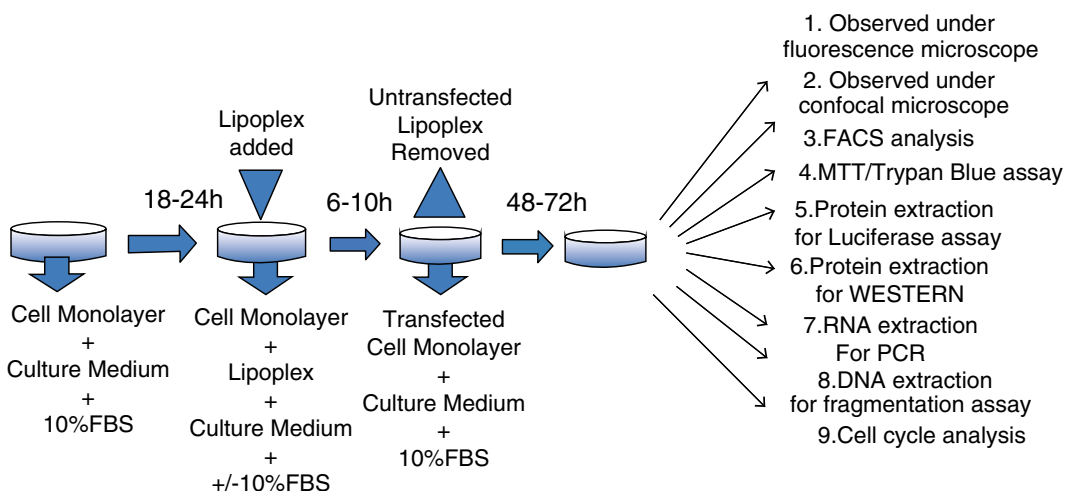 Lipoplex
added
Untransfected
Lipoplex
Removed
18-24h
6-10h
48-72h
Cell Monolayer
+
Culture Medium
+
10%FBS
Cell Monolayer
+
Lipoplex
+
Culture Medium
+
+/-10%FBS
Transfected
Cell Monolayer
+
Culture Medium
+
10%FBS
1. Observed under
fluorescence microscope
2. Observed under
confocal microscope
3.FACS analysis
4.MTT/Trypan Blue assay
5.Protein extraction
for Luciferase assay
6.Protein extraction
for WESTERN
7.RNA extraction
For PCR
8.DNA extraction
for fragmentation assay
9.Cell cycle analysis